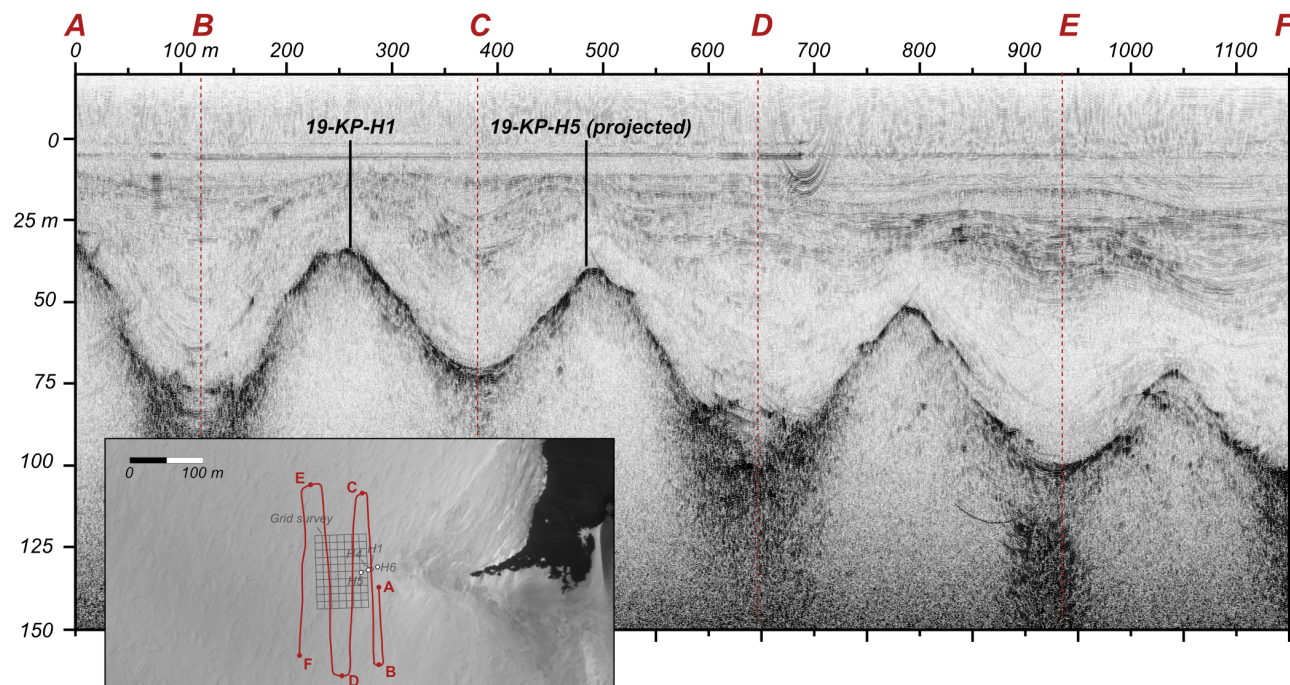 A B C D E F
0 100 m 200 300 400 500 600 700 800 900 1000 1100
19-KP-H1 19-KP-H5 (projected)
0
25 m
50
75
100
125
150
0 100 m
E C
Grid survey
H1
H4
H6
H5
A
F B
D